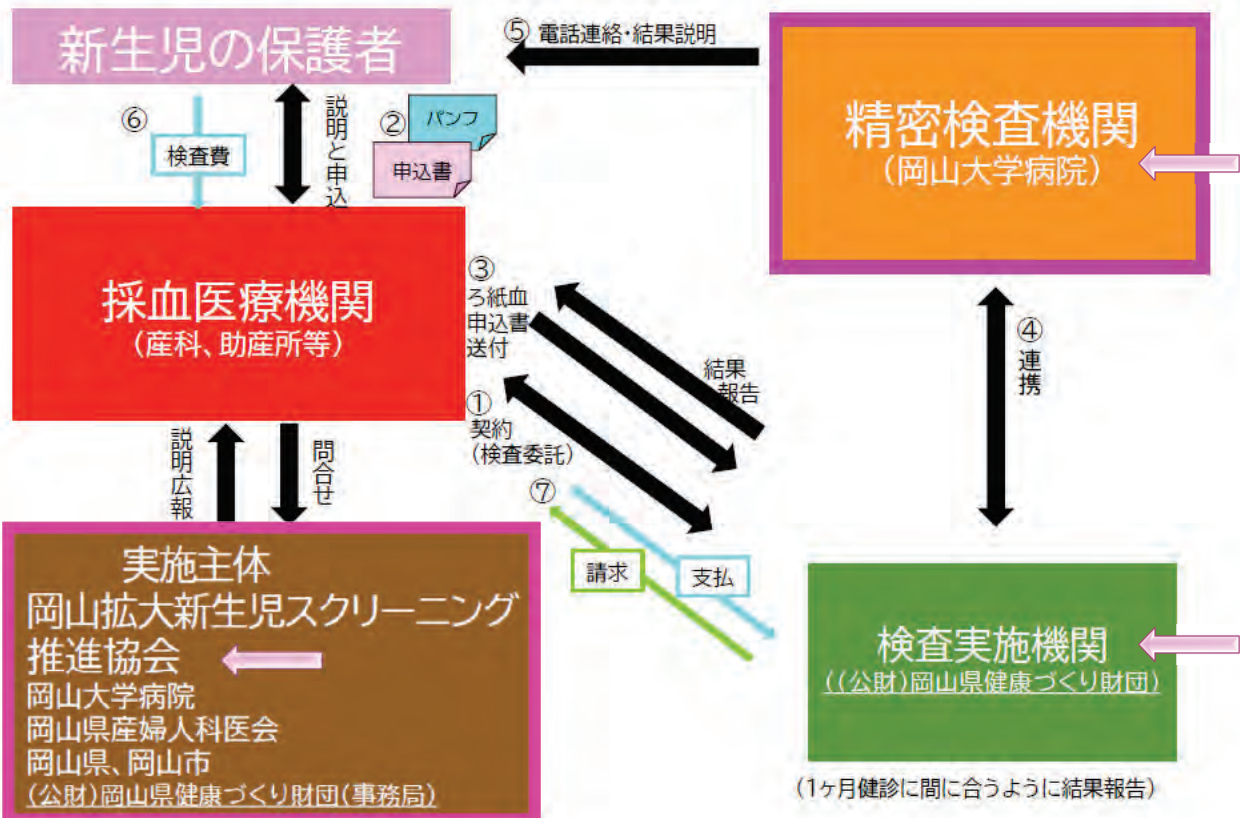 新生児の保護者
⑤ 電話連絡・結果説明
精密検査機関
(岡山大学病院)
⑥
検査費
説明と申込
②
パンフ
申込書
採血医療機関
(産科、助産所等)
③
ろ紙血
申込書
送付
結果
報告
④
連携
①
契約
(検査委託)
説明広報
問合せ
⑦
請求
支払
実施主体
岡山拡大新生児スクリーニング
推進協会
岡山大学病院
岡山県産婦人科医会
岡山県、岡山市
(公財)岡山県健康づくり財団(事務局)
検査実施機関
((公財)岡山県健康づくり財団)
(1ヶ月健診に間に合うように結果報告)